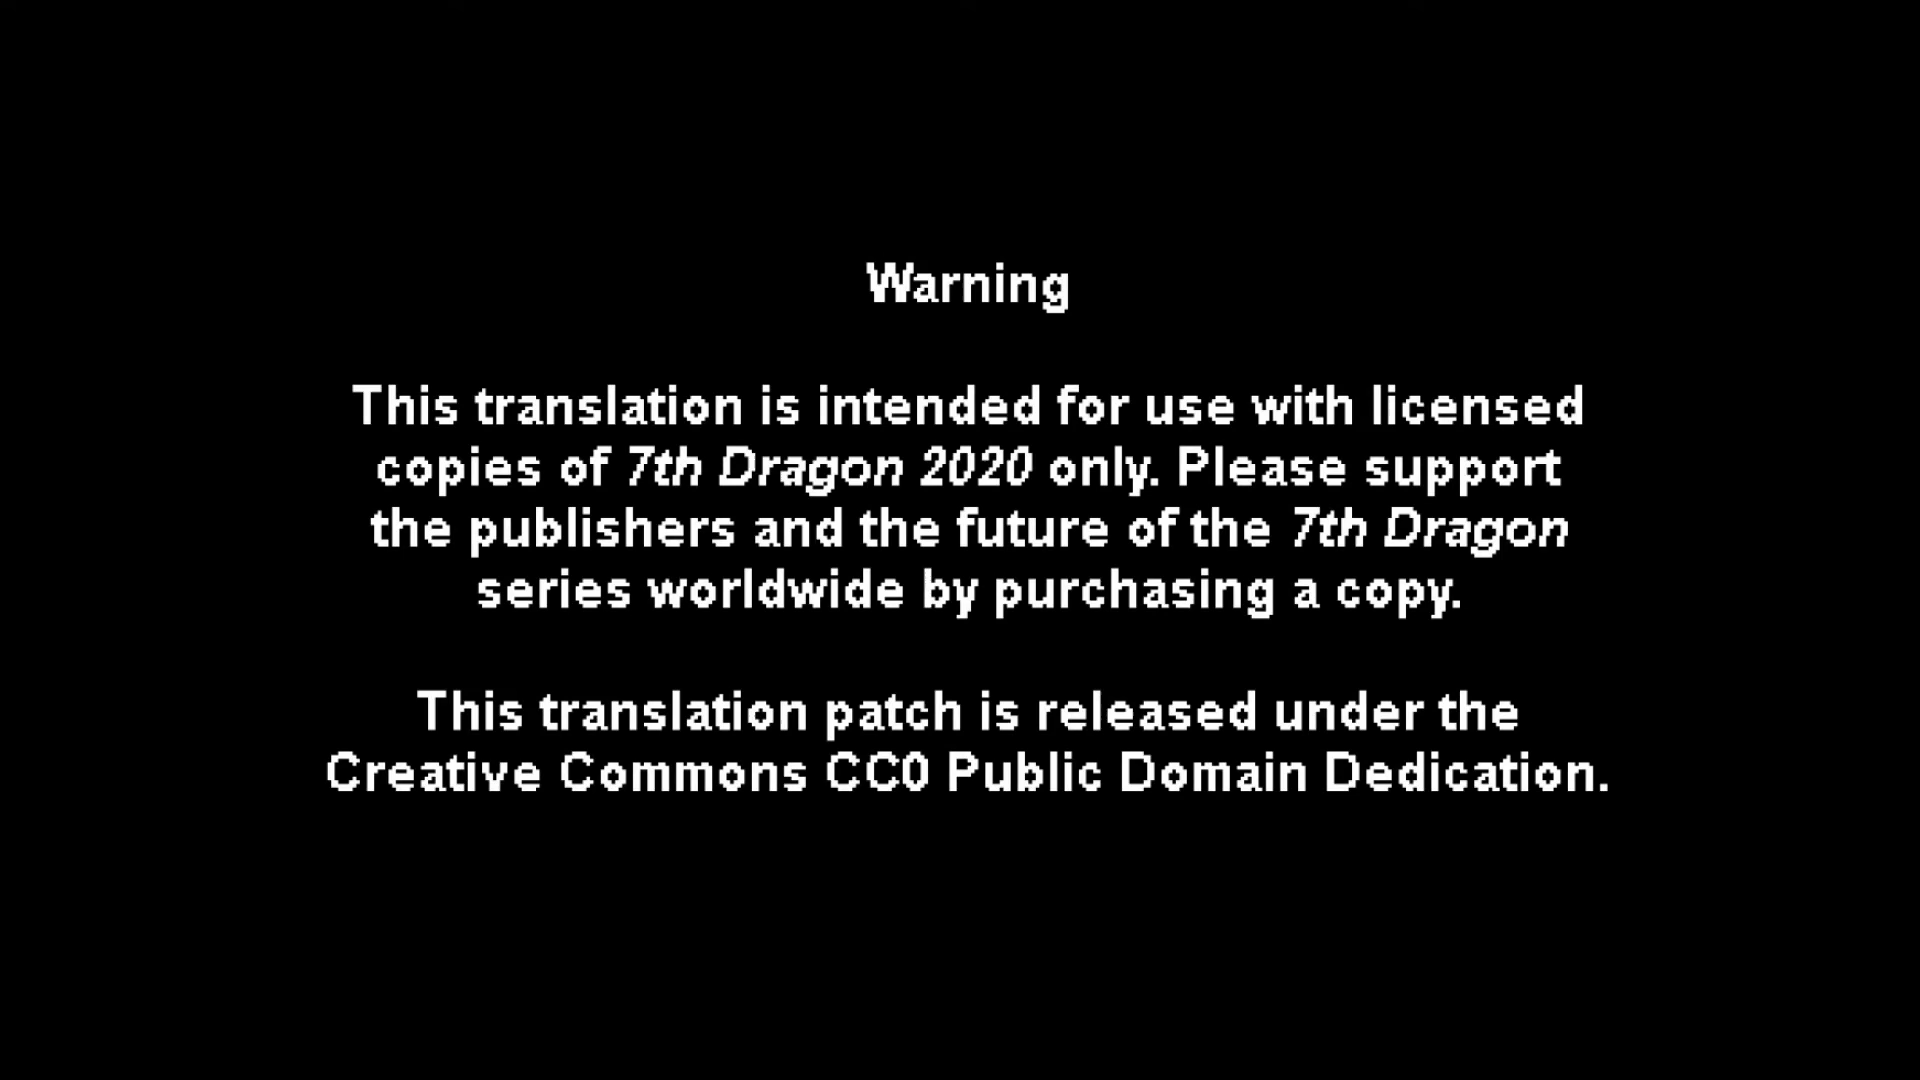 Warning
This translation is intended for use with licensed
copies of 7th Dragon 2020 only. Please support
the publishers and the future of the 7th Dragon
series worldwide by purchasing a copy.
This translation patch is released under the
Creative Commons CC0 Public Domain Dedication.